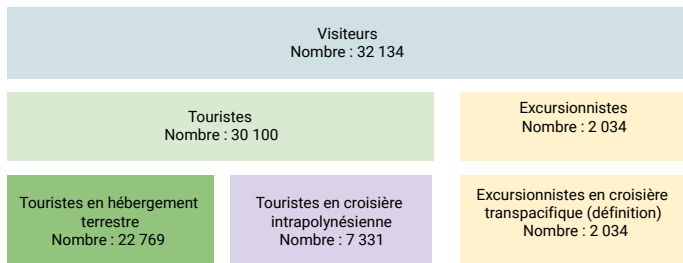 Visiteurs
Nombre : 32 134
Touristes
Nombre : 30 100
Excursionnistes
Nombre : 2 034
Touristes en hébergement
terrestre
Nombre : 22 769
Touristes en croisière
intrapolynésienne
Nombre : 7 331
Excursionnistes en croisière
transpacifique (définition)
Nombre : 2 034